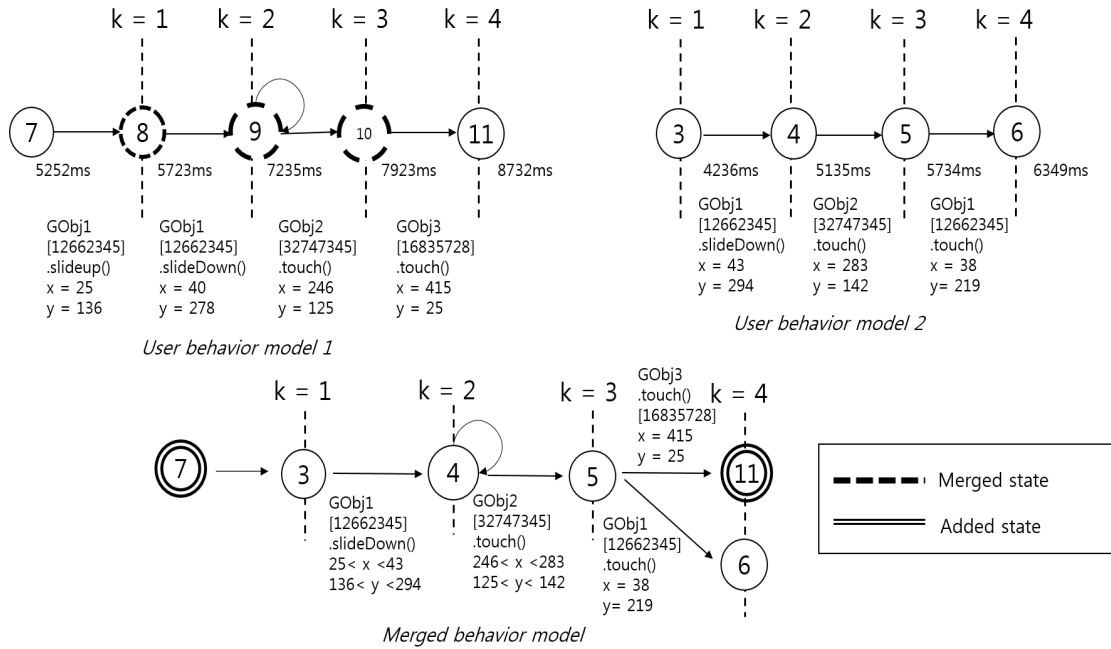 k = 1
k = 2
k = 3
k = 4
7
8
9
10
11
5252ms
5723ms
7235ms
7923ms
8732ms
GObj1
[12662345]
.slideup()
x = 25
y = 136
GObj1
[12662345]
.slideDown()
x = 40
y = 278
GObj2
[32747345]
.touch()
x = 246
y = 125
GObj3
[16835728]
.touch()
x = 415
y = 25
User behavior model 1
k = 1
k = 2
k = 3
k = 4
3
4
5
6
4236ms
5135ms
5734ms
6349ms
GObj1
[12662345]
.slideDown()
x = 43
y = 294
GObj2
[32747345]
.touch()
x = 283
y = 142
GObj1
[12662345]
.touch()
x = 38
y= 219
User behavior model 2
k = 1
k = 2
k = 3
k = 4
GObj3
.touch()
[16835728]
x = 415
y = 25
7
3
4
5
11
6
GObj1
[12662345]
.slideDown()
25< x <43
136< y <294
GObj2
[32747345]
.touch()
246< x <283
125< y< 142
GObj1
[12662345]
.touch()
x = 38
y= 219
Merged behavior model
Merged state
Added state